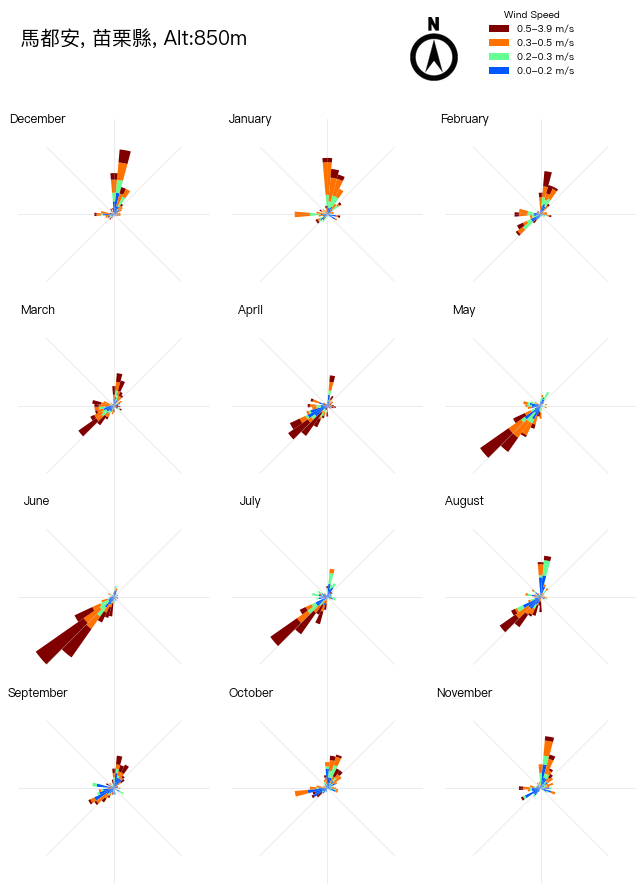 馬都安, 苗栗縣, Alt:850m
N
Wind Speed
0.5-3.9 m/s
0.3-0.5 m/s
0.2-0.3 m/s
0.0-0.2 m/s
December
January
February
March
April
May
June
July
August
September
October
November